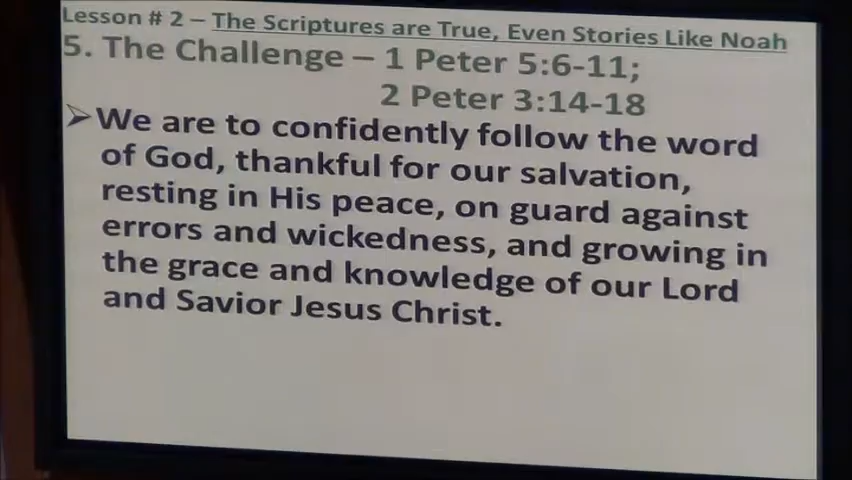 Lesson # 2 – The Scriptures are True, Even Stories Like Noah
5. The Challenge – 1 Peter 5:6-11;
2 Peter 3:14-18
➢We are to confidently follow the word
of God, thankful for our salvation,
resting in His peace, on guard against
errors and wickedness, and growing in
the grace and knowledge of our Lord
and Savior Jesus Christ.